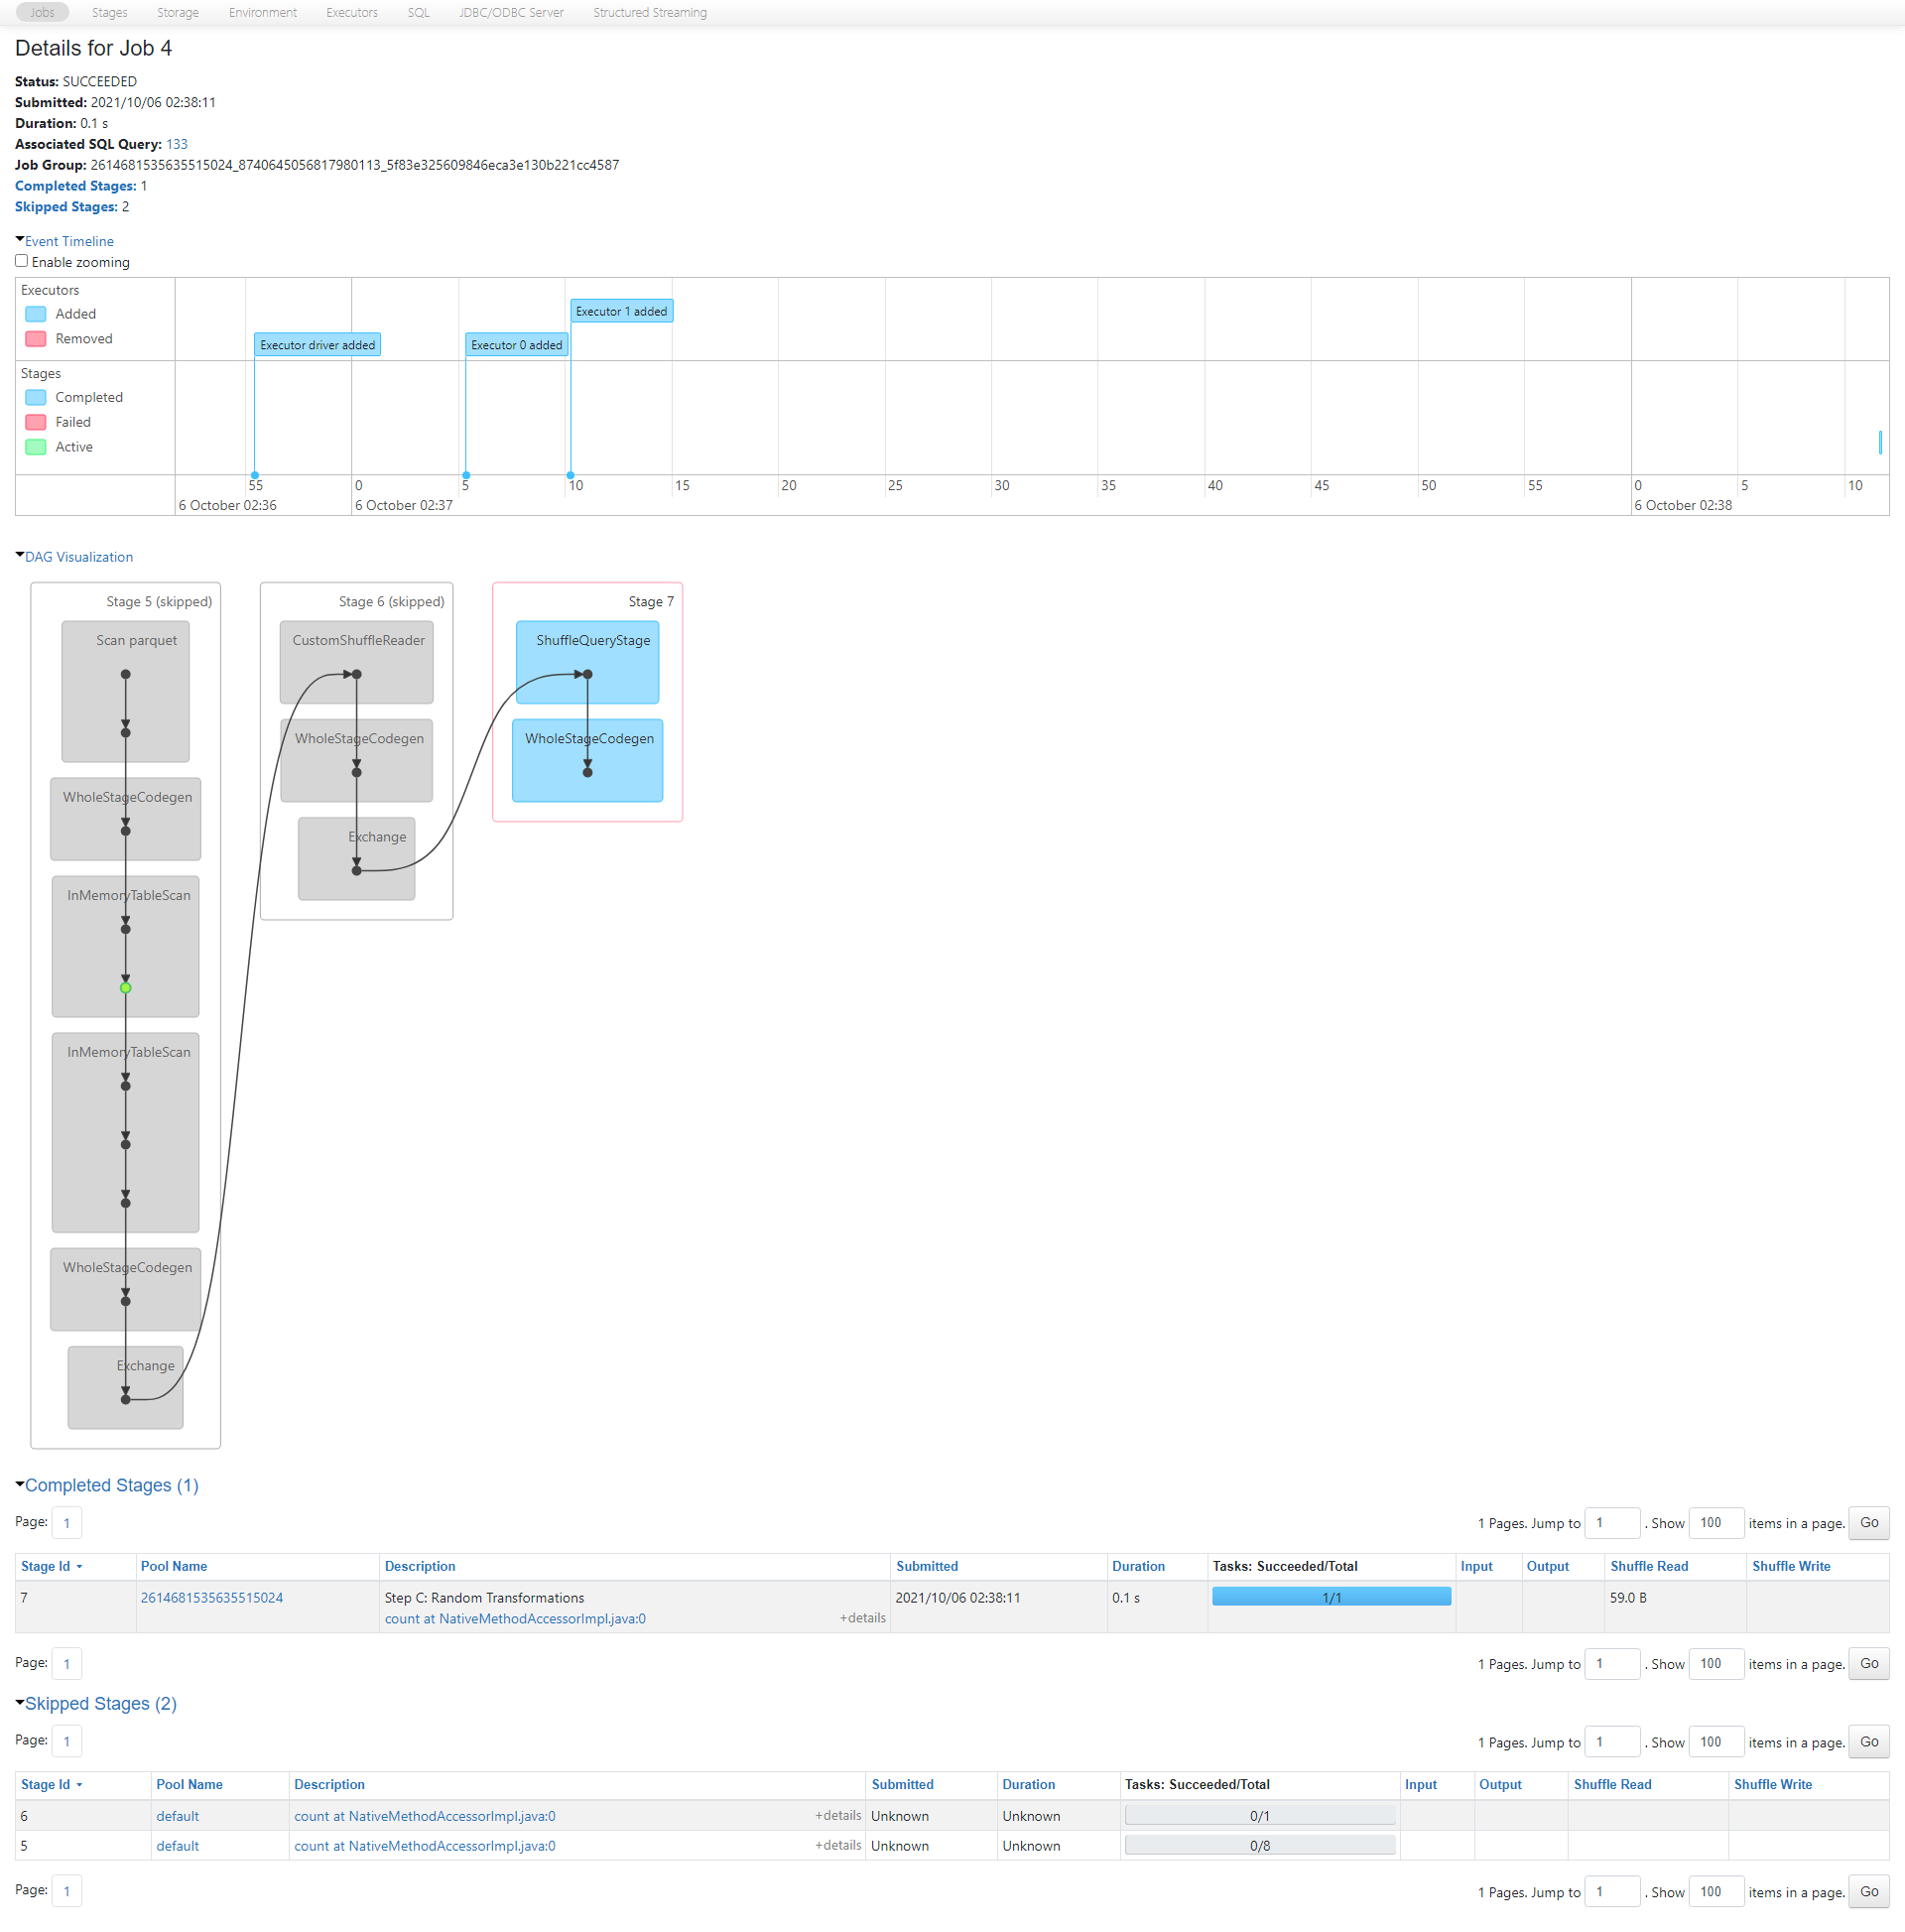 Jobs Stages Storage Environment Executors SQL JDBC/ODBC Server Structured Streaming
Details for Job 4
Status: SUCCEEDED
Submitted: 2021/10/06 02:38:11
Duration: 0.1 s
Associated SQL Query: 133
Job Group: 2614681535635515024_8740645056817980113_5f83e325609846eca3e130b221cc4587
Completed Stages: 1
Skipped Stages: 2
Event Timeline
Enable zooming
Executors
Added
Removed
Executor driver added
Executor 0 added
Executor 1 added
Stages
Completed
Failed
Active
55 0 5 10 15 20 25 30 35 40 45 50 55 0 5 10
6 October 02:36 6 October 02:37 6 October 02:38
DAG Visualization
Stage 5 (skipped)
Scan parquet
WholeStageCodegen
InMemoryTableScan
InMemoryTableScan
WholeStageCodegen
Exchange
Stage 6 (skipped)
CustomShuffleReader
WholeStageCodegen
Exchange
Stage 7
ShuffleQueryStage
WholeStageCodegen
Completed Stages (1)
Page: 1 1 Pages. Jump to 1 . Show 100 items in a page. Go
Stage Id Pool Name Description Submitted Duration Tasks: Succeeded/Total Input Output Shuffle Read Shuffle Write
7 2614681535635515024 Step C: Random Transformations 2021/10/06 02:38:11 0.1 s 1/1 59.0 B
count at NativeMethodAccessorImpl.java:0 +details
Page: 1 1 Pages. Jump to 1 . Show 100 items in a page. Go
Skipped Stages (2)
Page: 1 1 Pages. Jump to 1 . Show 100 items in a page. Go
Stage Id Pool Name Description Submitted Duration Tasks: Succeeded/Total Input Output Shuffle Read Shuffle Write
6 default count at NativeMethodAccessorImpl.java:0 +details Unknown Unknown 0/1
5 default count at NativeMethodAccessorImpl.java:0 +details Unknown Unknown 0/8
Page: 1 1 Pages. Jump to 1 . Show 100 items in a page. Go